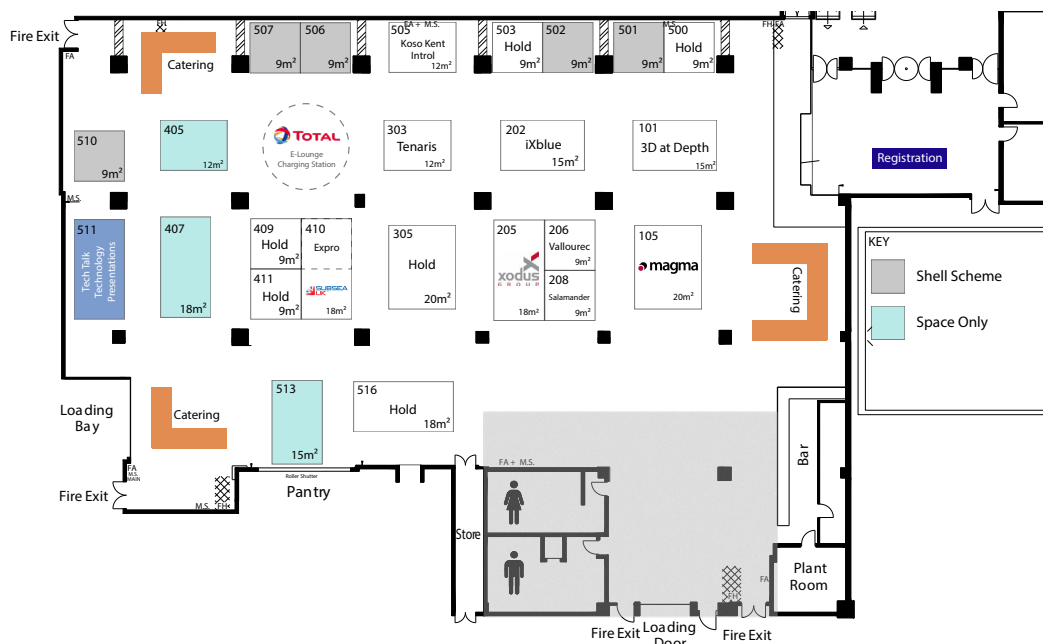 Fire Exit
FA
FH
Catering
507
9m²
506
9m²
FA + M.S.
505
Koso Kent
Introl
12m²
503
Hold
9m²
502
9m²
501
9m²
M.S.
500
Hold
9m²
FH FA
510
9m²
405
12m²
TOTAL
E-Lounge
Charging Station
303
Tenaris
12m²
202
iXblue
15m²
101
3D at Depth
15m²
Registration
M.S.
511
Tech Talk
Technology
Presentations
407
18m²
409
Hold
9m²
410
Expro
411
Hold
9m²
SUBSEA
UK
18m²
305
Hold
20m²
205
xodus
GROUP
18m²
206
Vallourec
9m²
208
Salamander
9m²
105
magma
20m²
Catering
KEY
Shell Scheme
Space Only
Loading
Bay
Catering
513
15m²
516
Hold
18m²
Bar
FA
M.S.
MAIN
Fire Exit
M.S.
FH
Roller Shutter
Pantry
FA + M.S.
Store
Plant
Room
FA
FH
Fire Exit
Loading
Door
Fire Exit